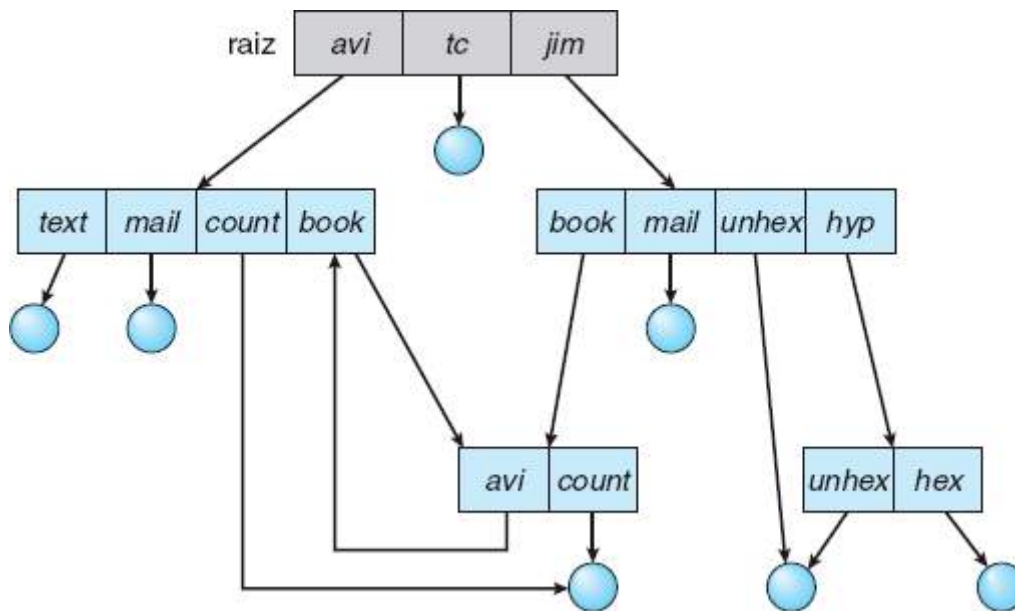 raiz avi tc jim
text mail count book book mail unhex hyp
avi count unhex hex